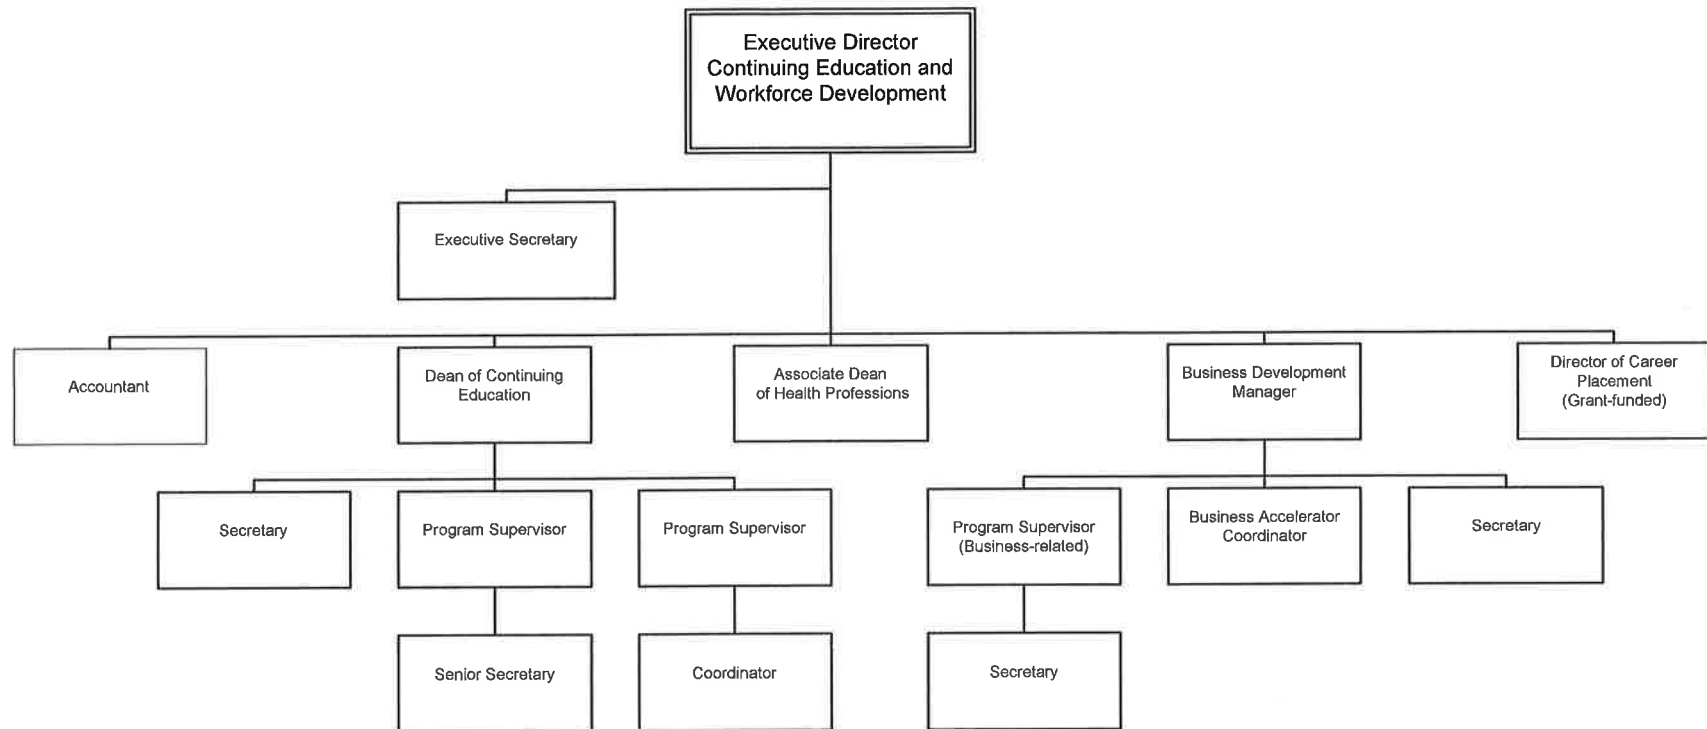 Executive Director
Continuing Education and
Workforce Development
Executive Secretary
Accountant
Dean of Continuing
Education
Associate Dean
of Health Professions
Business Development
Manager
Director of Career
Placement
(Grant-funded)
Secretary
Program Supervisor
Program Supervisor
Program Supervisor
(Business-related)
Business Accelerator
Coordinator
Secretary
Senior Secretary
Coordinator
Secretary